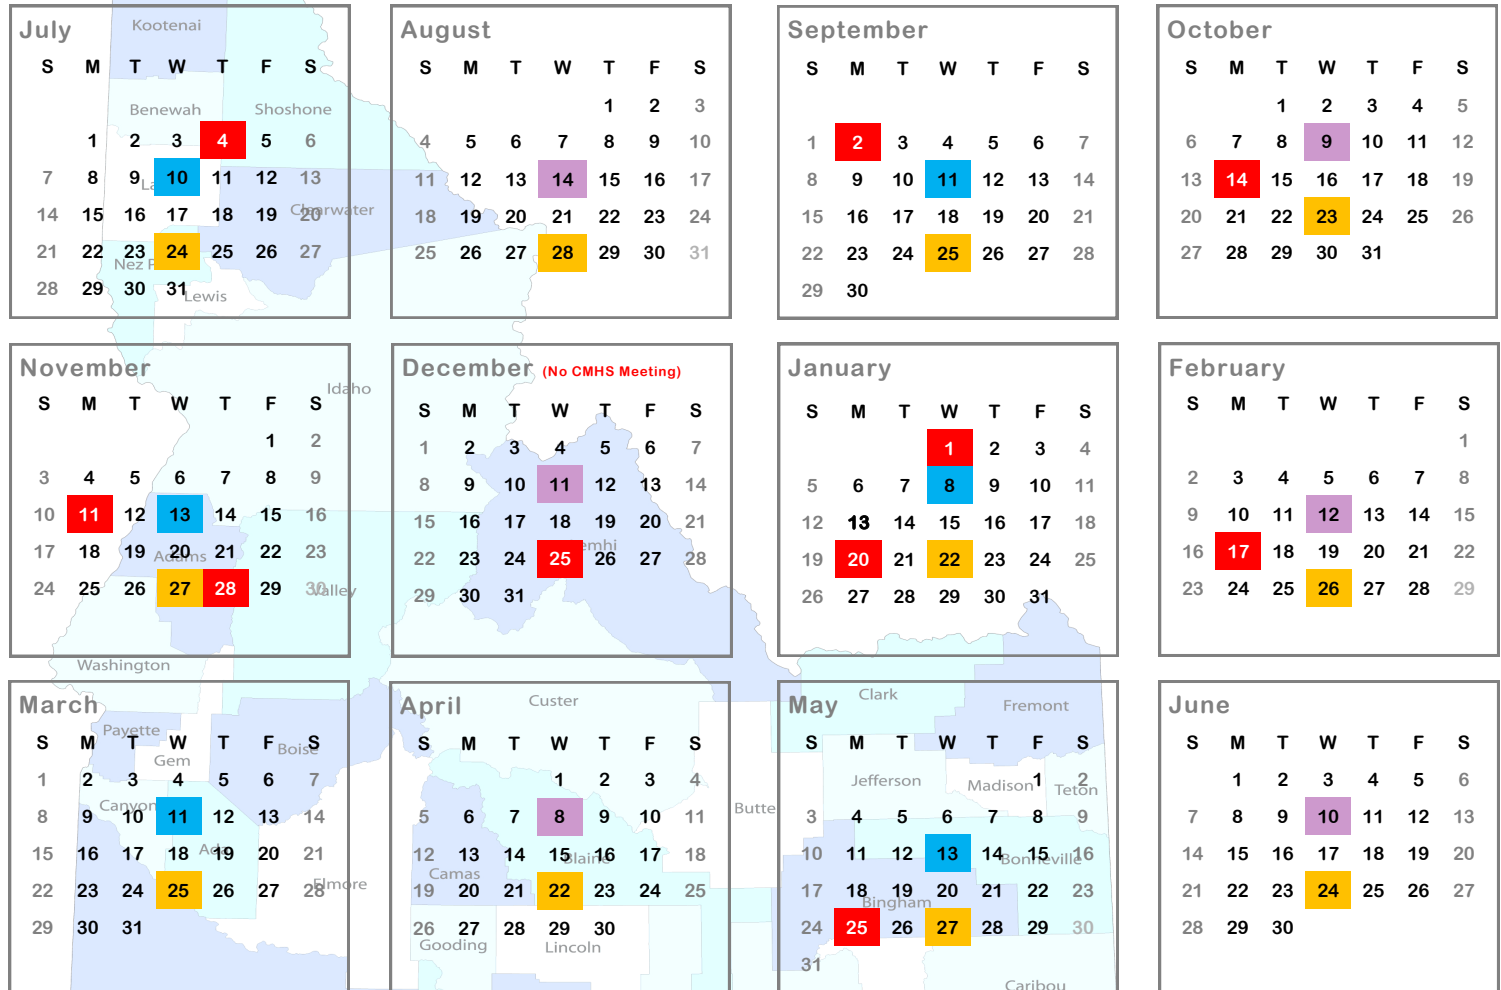 Kootenai
July
S M T W T F S
Benewah Shoshone
1 2 3 4 5 6
7 8 9 10 11 12 13
14 15 16 17 18 19 20
Clearwater
21 22 23 24 25 26 27
Nez
28 29 30 31
Lewis
August
S M T W T F S
1 2 3
4 5 6 7 8 9 10
11 12 13 14 15 16 17
18 19 20 21 22 23 24
25 26 27 28 29 30 31
September
S M T W T F S
1 2 3 4 5 6 7
8 9 10 11 12 13 14
15 16 17 18 19 20 21
22 23 24 25 26 27 28
29 30
October
S M T W T F S
1 2 3 4 5
6 7 8 9 10 11 12
13 14 15 16 17 18 19
20 21 22 23 24 25 26
27 28 29 30 31
November
Idaho
S M T W T F S
1 2
3 4 5 6 7 8 9
10 11 12 13 14 15 16
17 18 19 20 21 22 23
Adams
24 25 26 27 28 29 30
Valley
Washington
December (No CMHS Meeting)
S M T W T F S
1 2 3 4 5 6 7
8 9 10 11 12 13 14
15 16 17 18 19 20 21
emhi
22 23 24 25 26 27 28
29 30 31
January
S M T W T F S
1 2 3 4
5 6 7 8 9 10 11
12 13 14 15 16 17 18
19 20 21 22 23 24 25
26 27 28 29 30 31
February
S M T W T F S
1
2 3 4 5 6 7 8
9 10 11 12 13 14 15
16 17 18 19 20 21 22
23 24 25 26 27 28 29
March
Payette
S M T W T F S
Boise
Gem
1 2 3 4 5 6 7
Canyon
8 9 10 11 12 13 14
15 16 17 18 19 20 21
Ada
22 23 24 25 26 27 28
Elmore
29 30 31
Custer
April
S M T W T F S
1 2 3 4
Butte
5 6 7 8 9 10 11
12 13 14 15 16 17 18
Blaine
Camas
19 20 21 22 23 24 25
26 27 28 29 30
Gooding Lincoln
Clark
May
Fremont
S M T W T F S
Jefferson Madison Teton
1 2
3 4 5 6 7 8 9
10 11 12 13 14 15 16
Bonneville
17 18 19 20 21 22 23
Bingham
24 25 26 27 28 29 30
31
Caribou
June
S M T W T F S
1 2 3 4 5 6
7 8 9 10 11 12 13
14 15 16 17 18 19 20
21 22 23 24 25 26 27
28 29 30